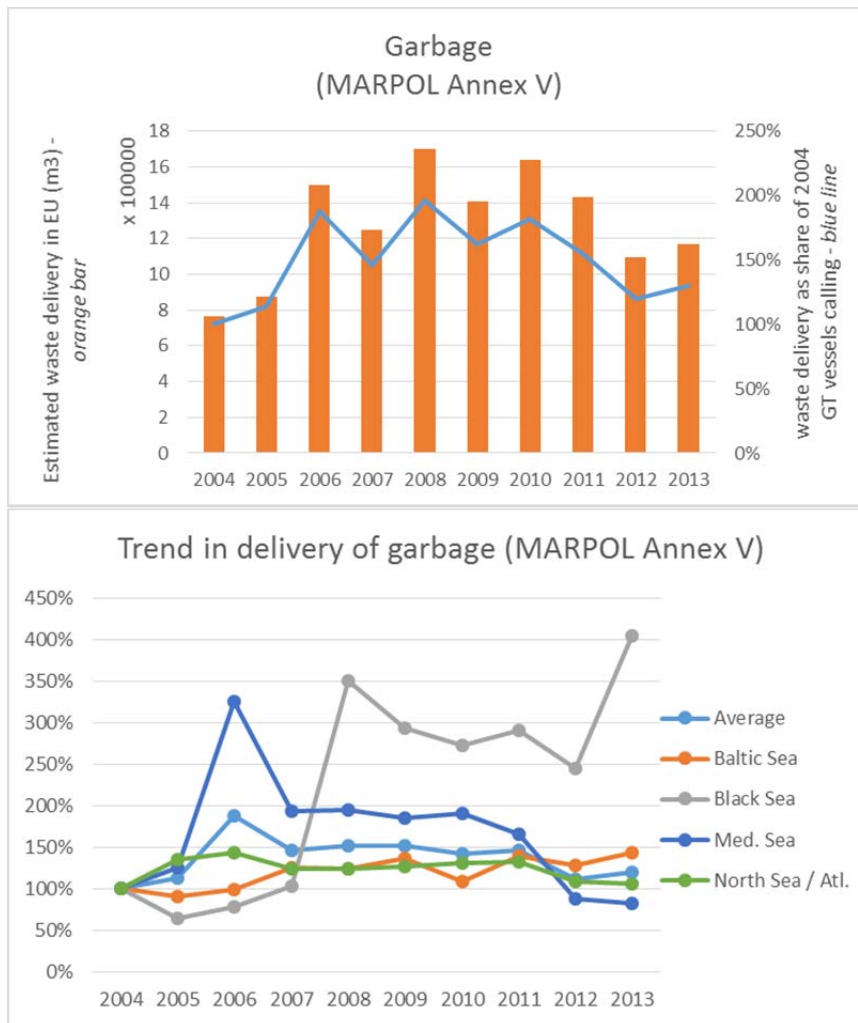 Garbage
(MARPOL Annex V)
Estimated waste delivery in EU (m3) -
orange bar
x 100000
18
16
14
12
10
8
6
4
2
0
250%
200%
150%
100%
50%
0%
waste delivery as share of 2004
GT vessels calling - blue line
2004 2005 2006 2007 2008 2009 2010 2011 2012 2013
Trend in delivery of garbage (MARPOL Annex V)
450%
400%
350%
300%
250%
200%
150%
100%
50%
0%
2004 2005 2006 2007 2008 2009 2010 2011 2012 2013
Average
Baltic Sea
Black Sea
Med. Sea
North Sea / Atl.